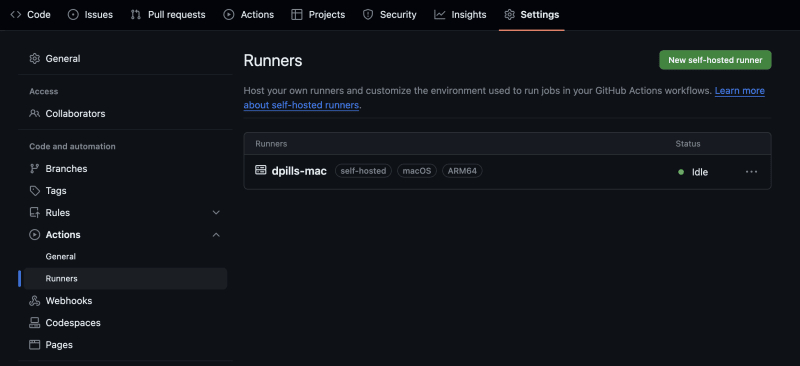 Code Issues Pull requests Actions Projects Security Insights Settings
General
Access
Collaborators
Code and automation
Branches
Tags
Rules
Actions
General
Runners
Webhooks
Codespaces
Pages
Runners
New self-hosted runner
Host your own runners and customize the environment used to run jobs in your GitHub Actions workflows. Learn more
about self-hosted runners.
Runners Status
dpills-mac self-hosted macOS ARM64 Idle